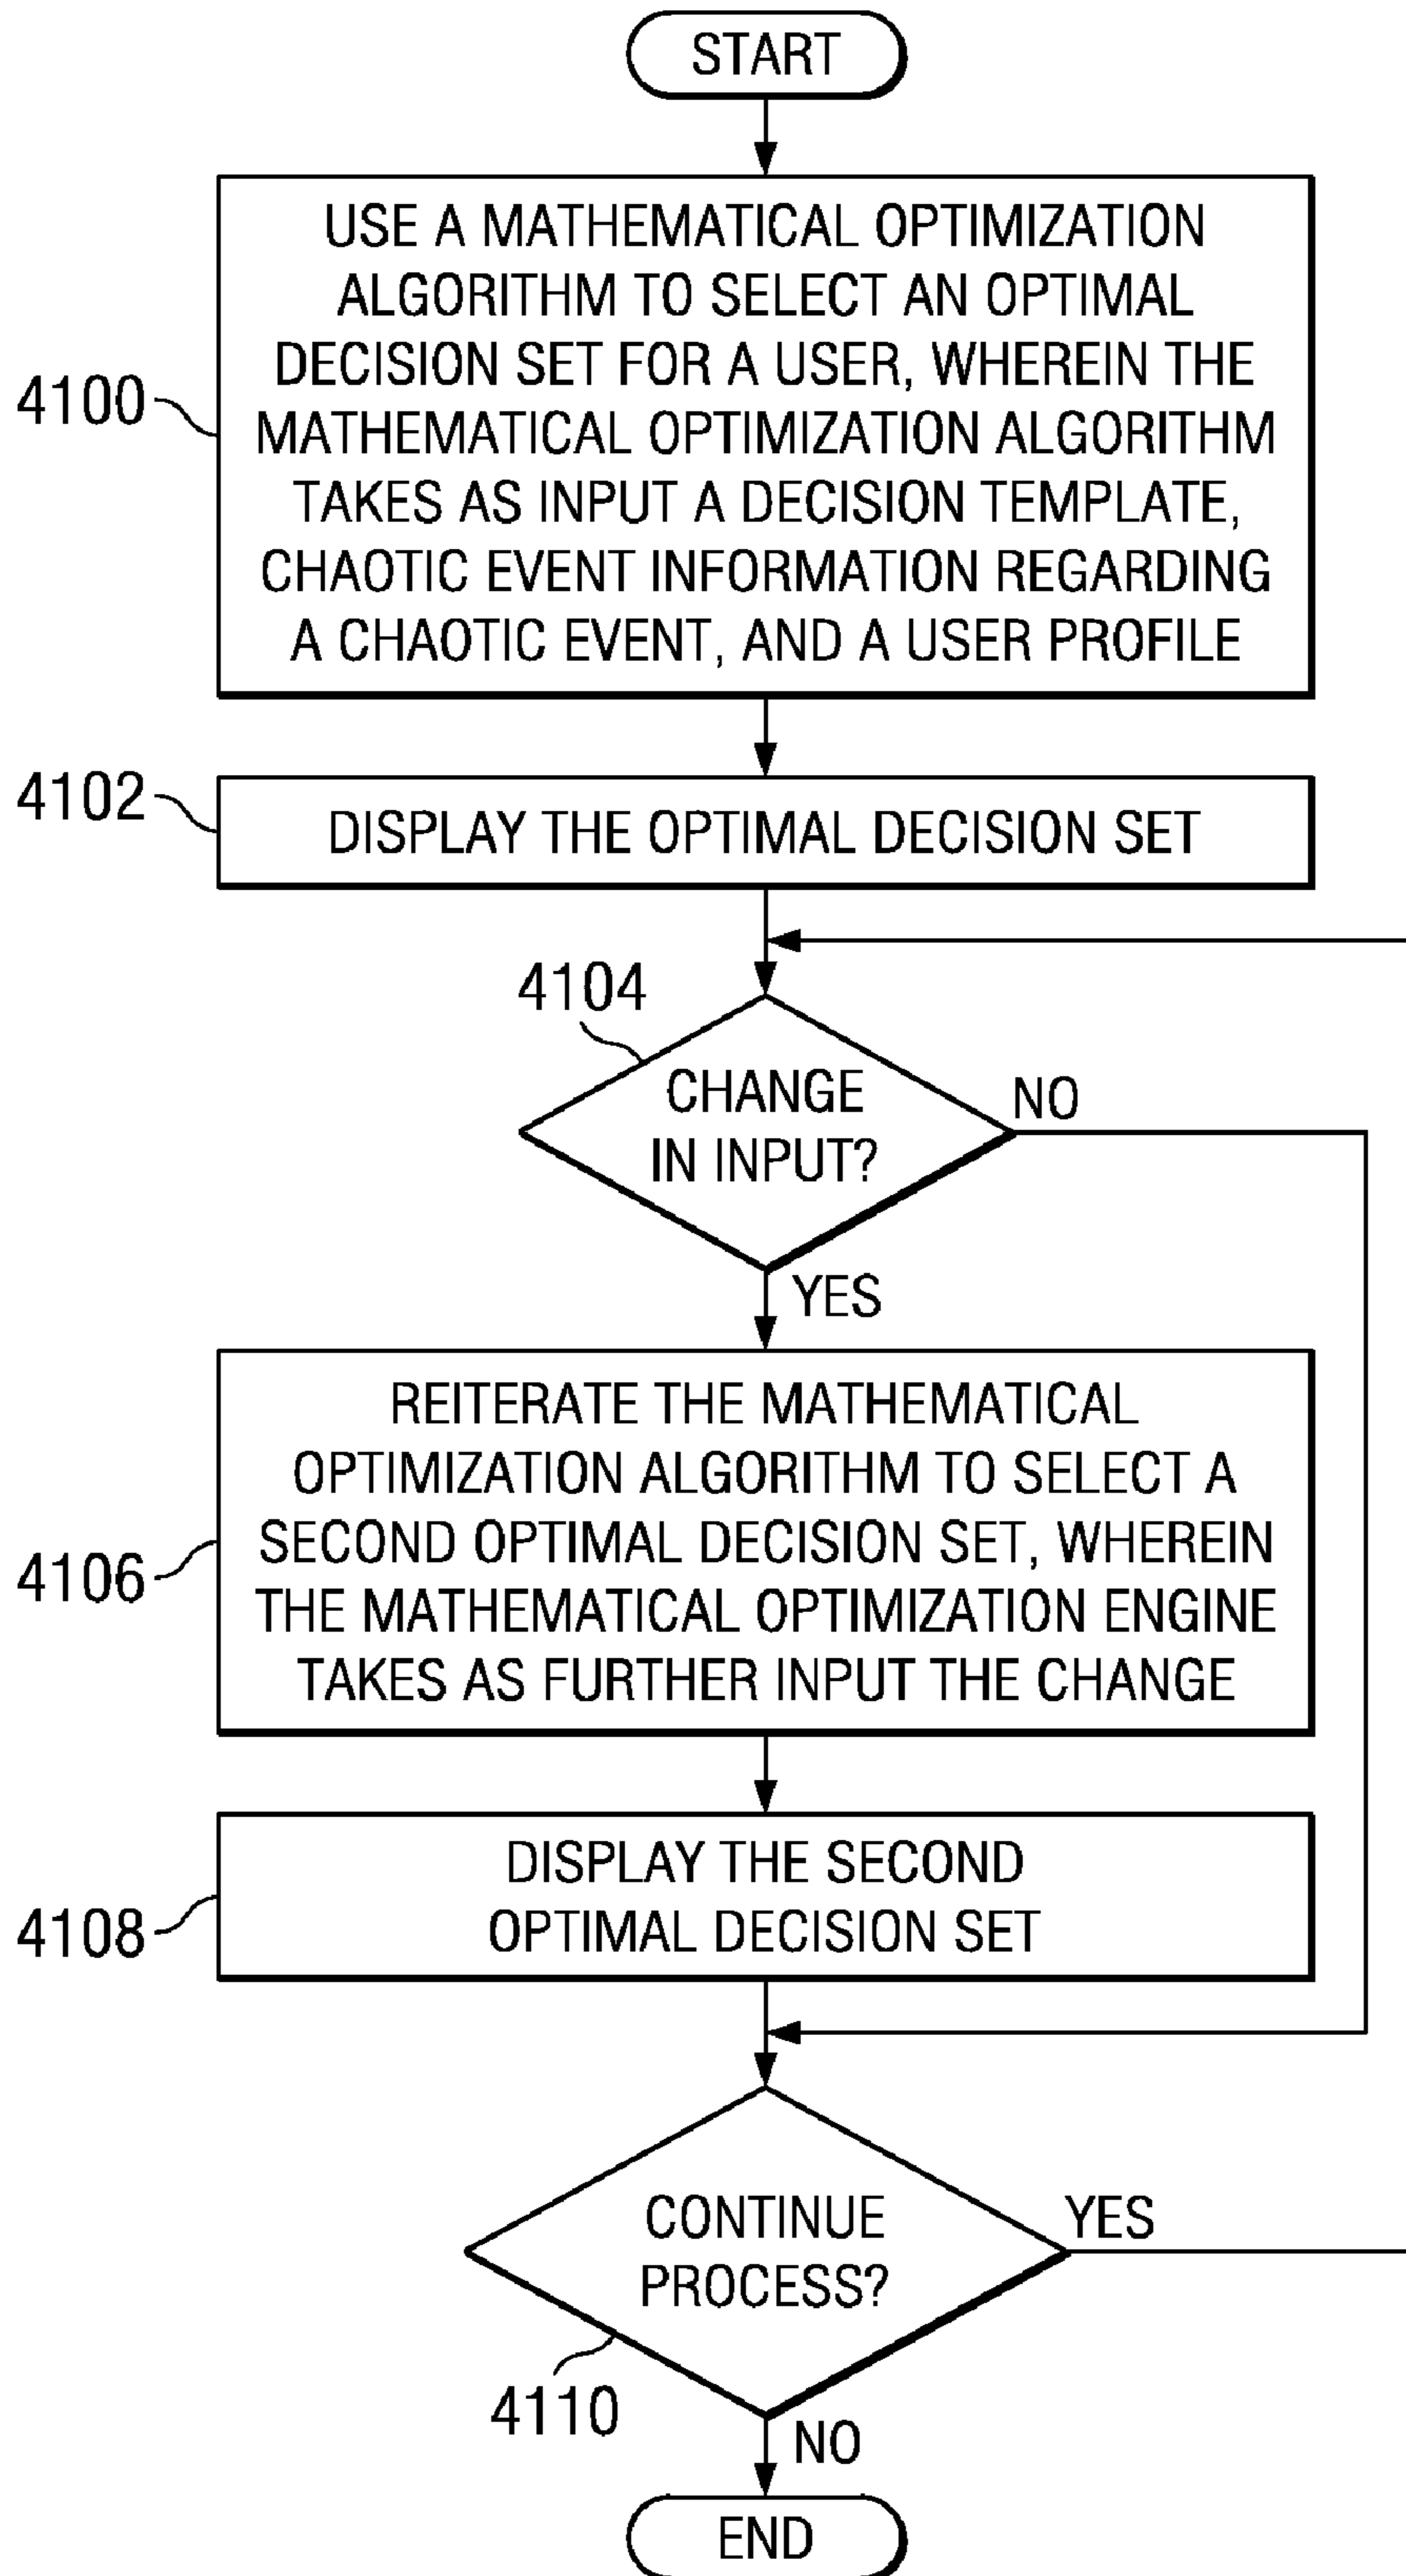 START
4100
USE A MATHEMATICAL OPTIMIZATION
ALGORITHM TO SELECT AN OPTIMAL
DECISION SET FOR A USER, WHEREIN THE
MATHEMATICAL OPTIMIZATION ALGORITHM
TAKES AS INPUT A DECISION TEMPLATE,
CHAOTIC EVENT INFORMATION REGARDING
A CHAOTIC EVENT, AND A USER PROFILE
4102
DISPLAY THE OPTIMAL DECISION SET
4104
CHANGE
IN INPUT?
NO
YES
4106
REITERATE THE MATHEMATICAL
OPTIMIZATION ALGORITHM TO SELECT A
SECOND OPTIMAL DECISION SET, WHEREIN
THE MATHEMATICAL OPTIMIZATION ENGINE
TAKES AS FURTHER INPUT THE CHANGE
4108
DISPLAY THE SECOND
OPTIMAL DECISION SET
CONTINUE
PROCESS?
YES
4110
NO
END